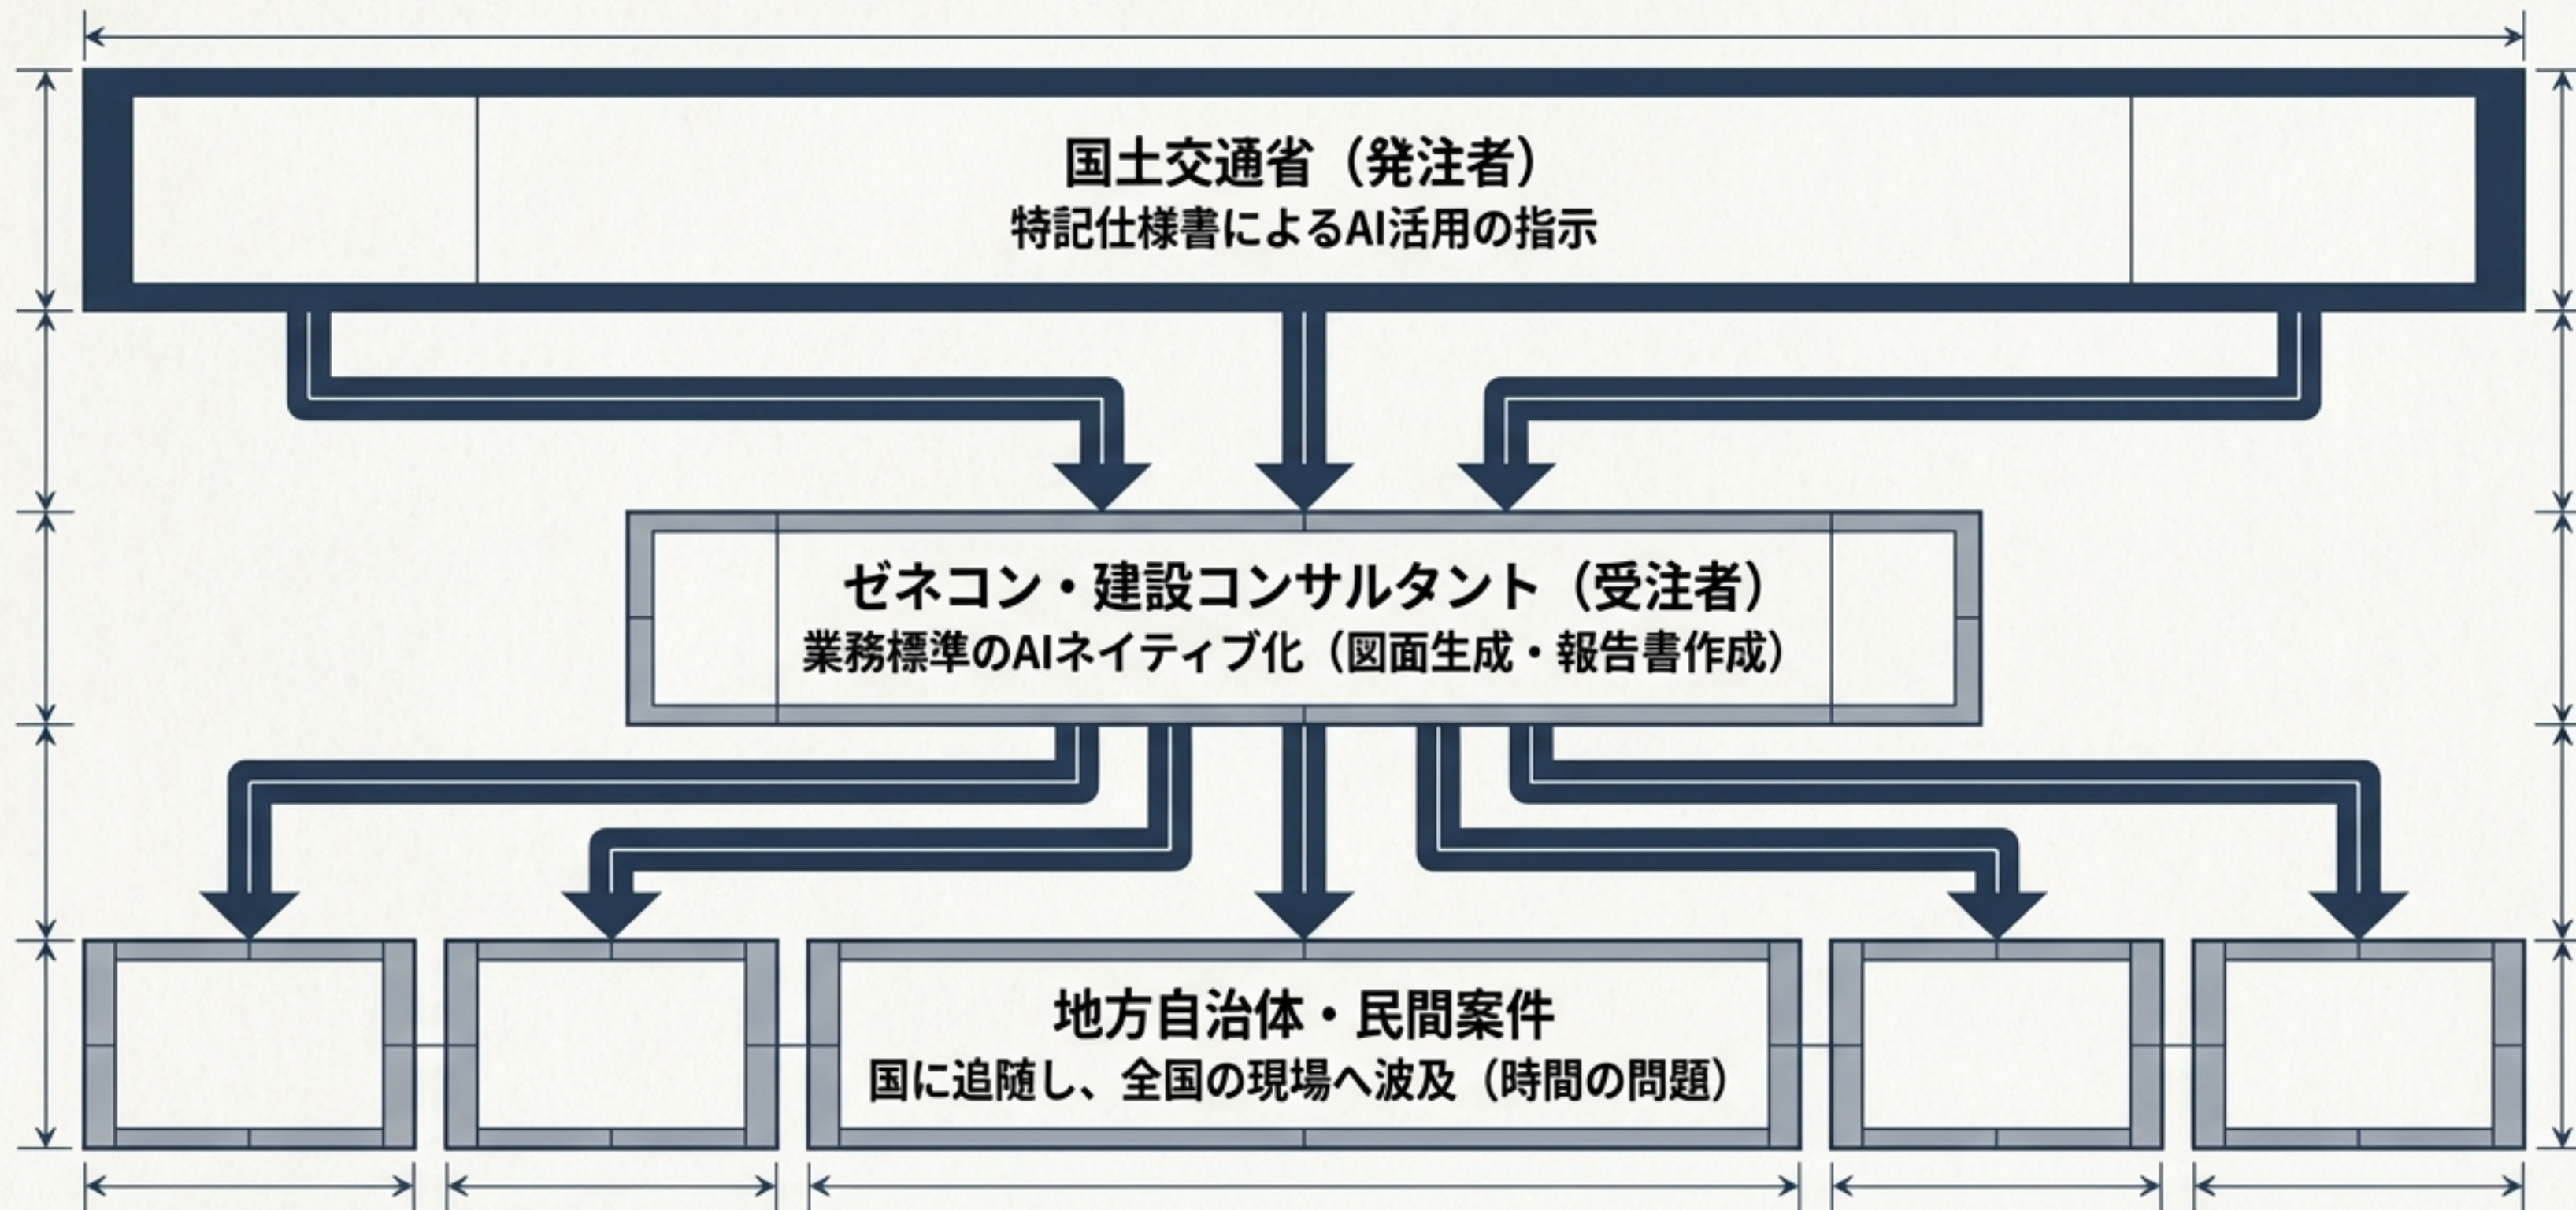 国土交通省（発注者）
特記仕様書によるAI活用の指示
ゼネコン・建設コンサルタント（受注者）
業務標準のAIネイティブ化（図面生成・報告書作成）
地方自治体・民間案件
国に追随し、全国の現場へ波及（時間の問題）